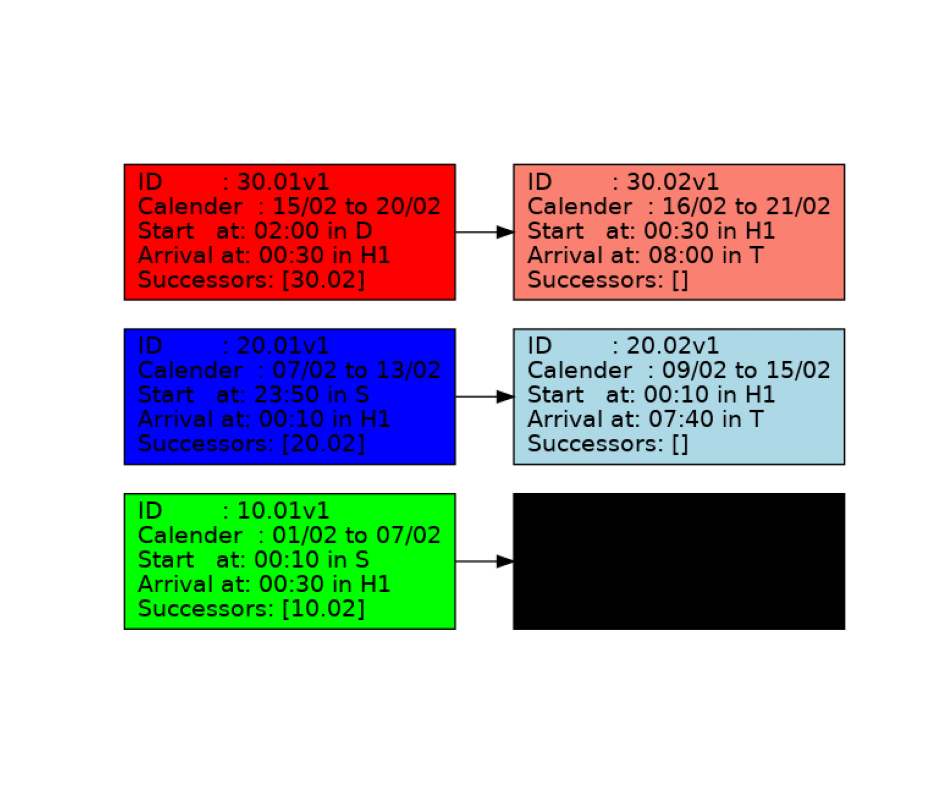 ID : 30.01v1
Calender : 15/02 to 20/02
Start at: 02:00 in D
Arrival at: 00:30 in H1
Successors: [30.02]
ID : 30.02v1
Calender : 16/02 to 21/02
Start at: 00:30 in H1
Arrival at: 08:00 in T
Successors: []
ID : 20.01v1
Calender : 07/02 to 13/02
Start at: 23:50 in S
Arrival at: 00:10 in H1
Successors: [20.02]
ID : 20.02v1
Calender : 09/02 to 15/02
Start at: 00:10 in H1
Arrival at: 07:40 in T
Successors: []
ID : 10.01v1
Calender : 01/02 to 07/02
Start at: 00:10 in S
Arrival at: 00:30 in H1
Successors: [10.02]